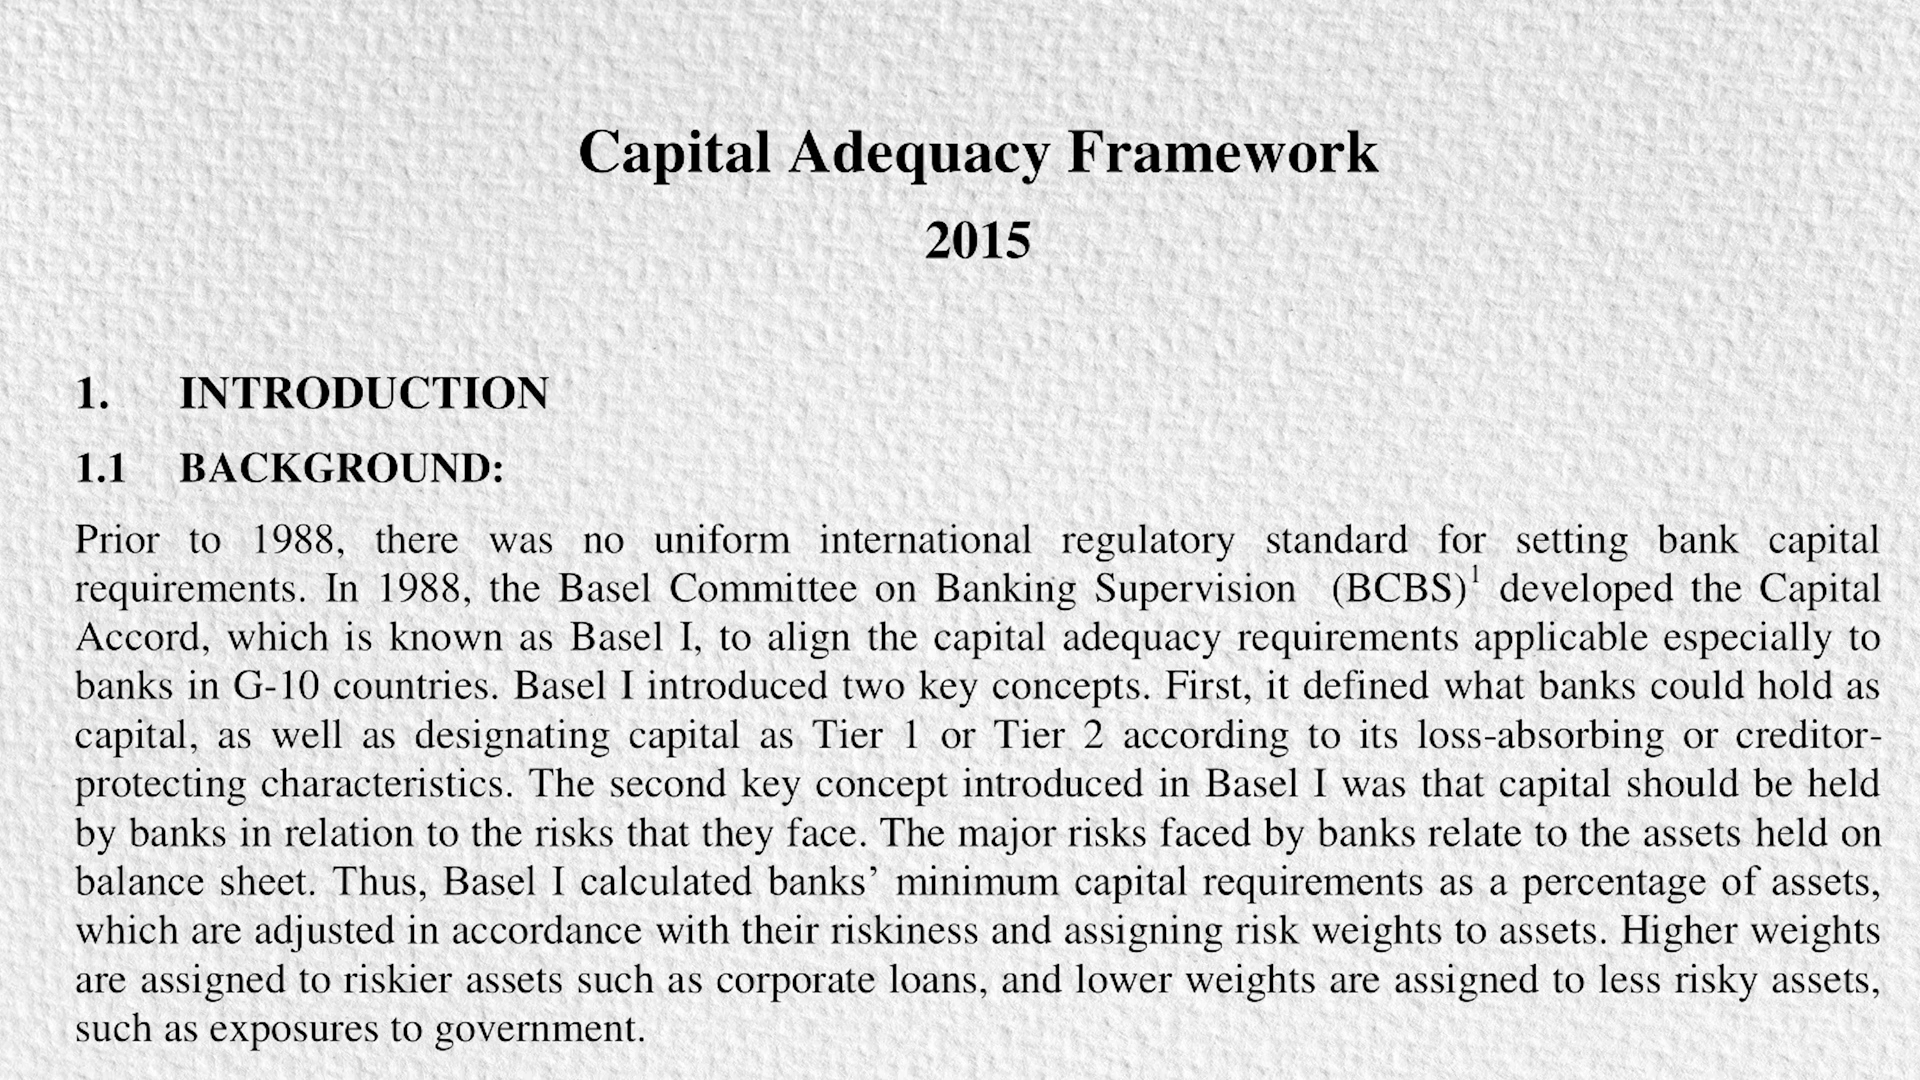 Capital Adequacy Framework
2015
1. INTRODUCTION
1.1 BACKGROUND:
Prior to 1988, there was no uniform international regulatory standard for setting bank capital
requirements. In 1988, the Basel Committee on Banking Supervision (BCBS)1 developed the Capital
Accord, which is known as Basel I, to align the capital adequacy requirements applicable especially to
banks in G-10 countries. Basel I introduced two key concepts. First, it defined what banks could hold as
capital, as well as designating capital as Tier 1 or Tier 2 according to its loss-absorbing or creditor-
protecting characteristics. The second key concept introduced in Basel I was that capital should be held
by banks in relation to the risks that they face. The major risks faced by banks relate to the assets held on
balance sheet. Thus, Basel I calculated banks’ minimum capital requirements as a percentage of assets,
which are adjusted in accordance with their riskiness and assigning risk weights to assets. Higher weights
are assigned to riskier assets such as corporate loans, and lower weights are assigned to less risky assets,
such as exposures to government.